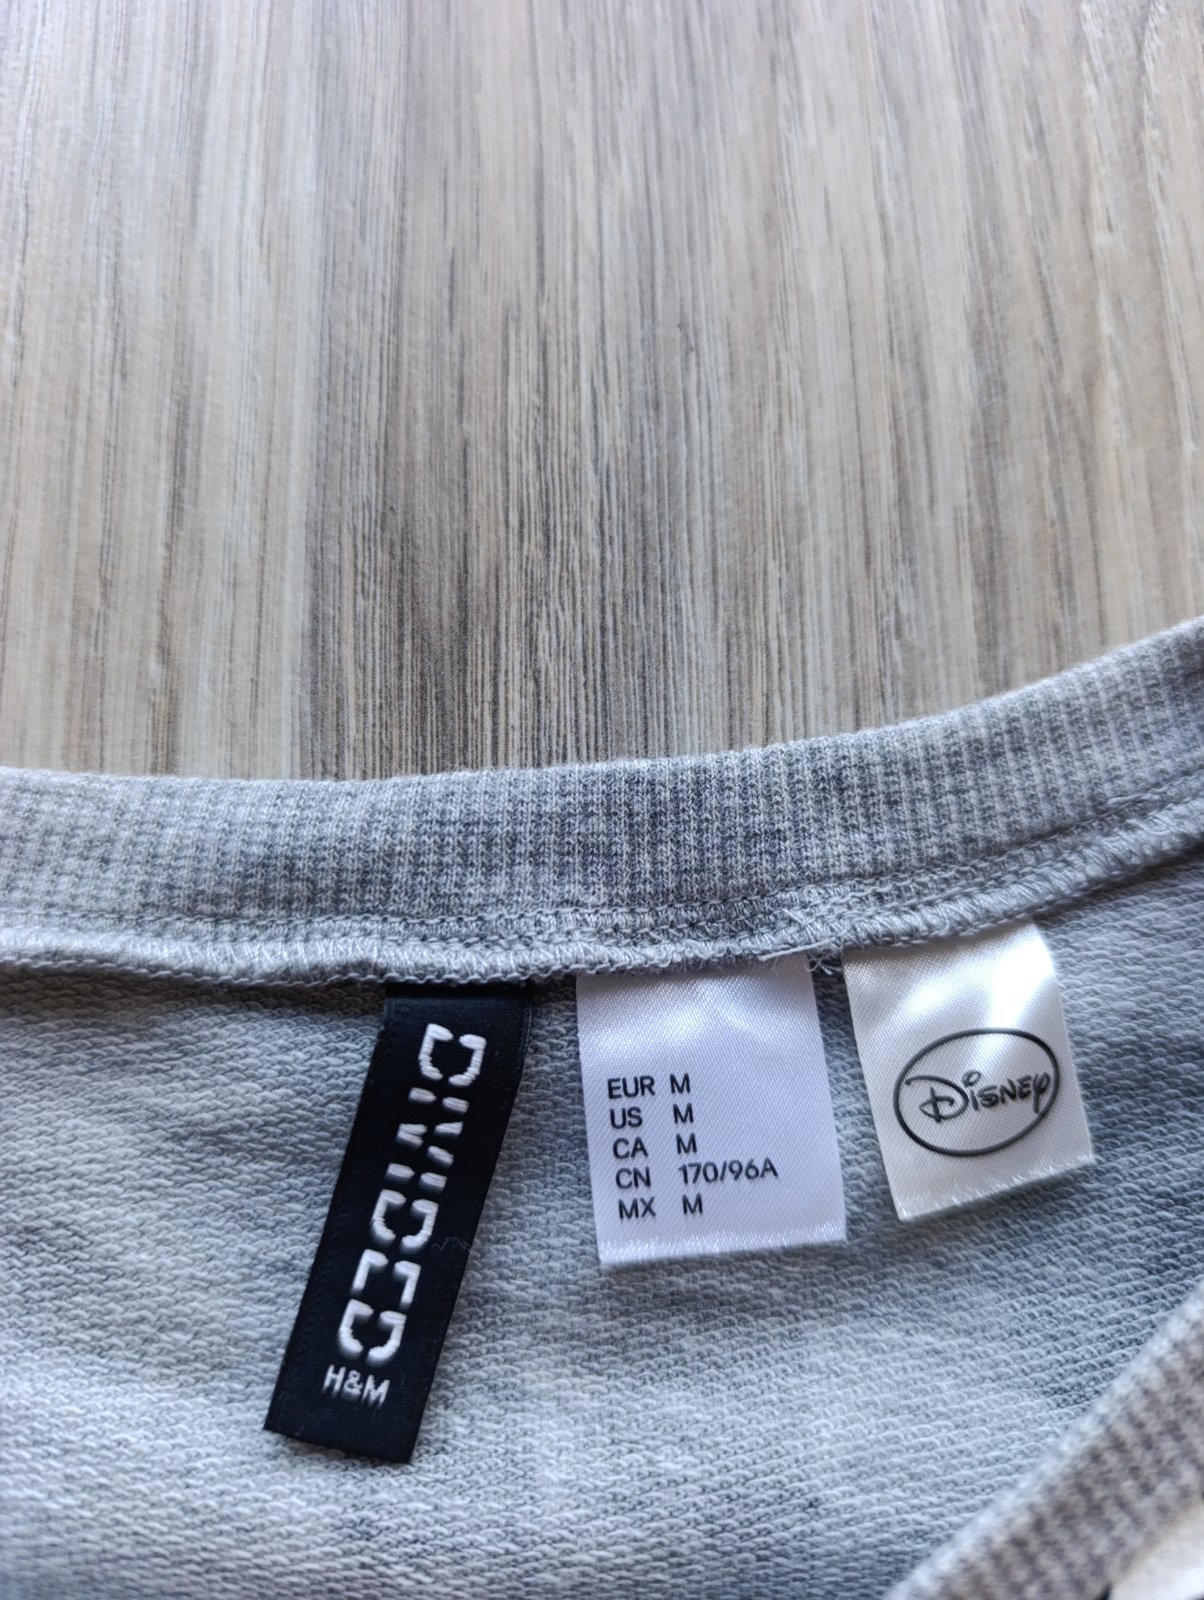 DIVIDED
H&M
EUR M
US M
CA M
CN 170/96A
MX M
Disney